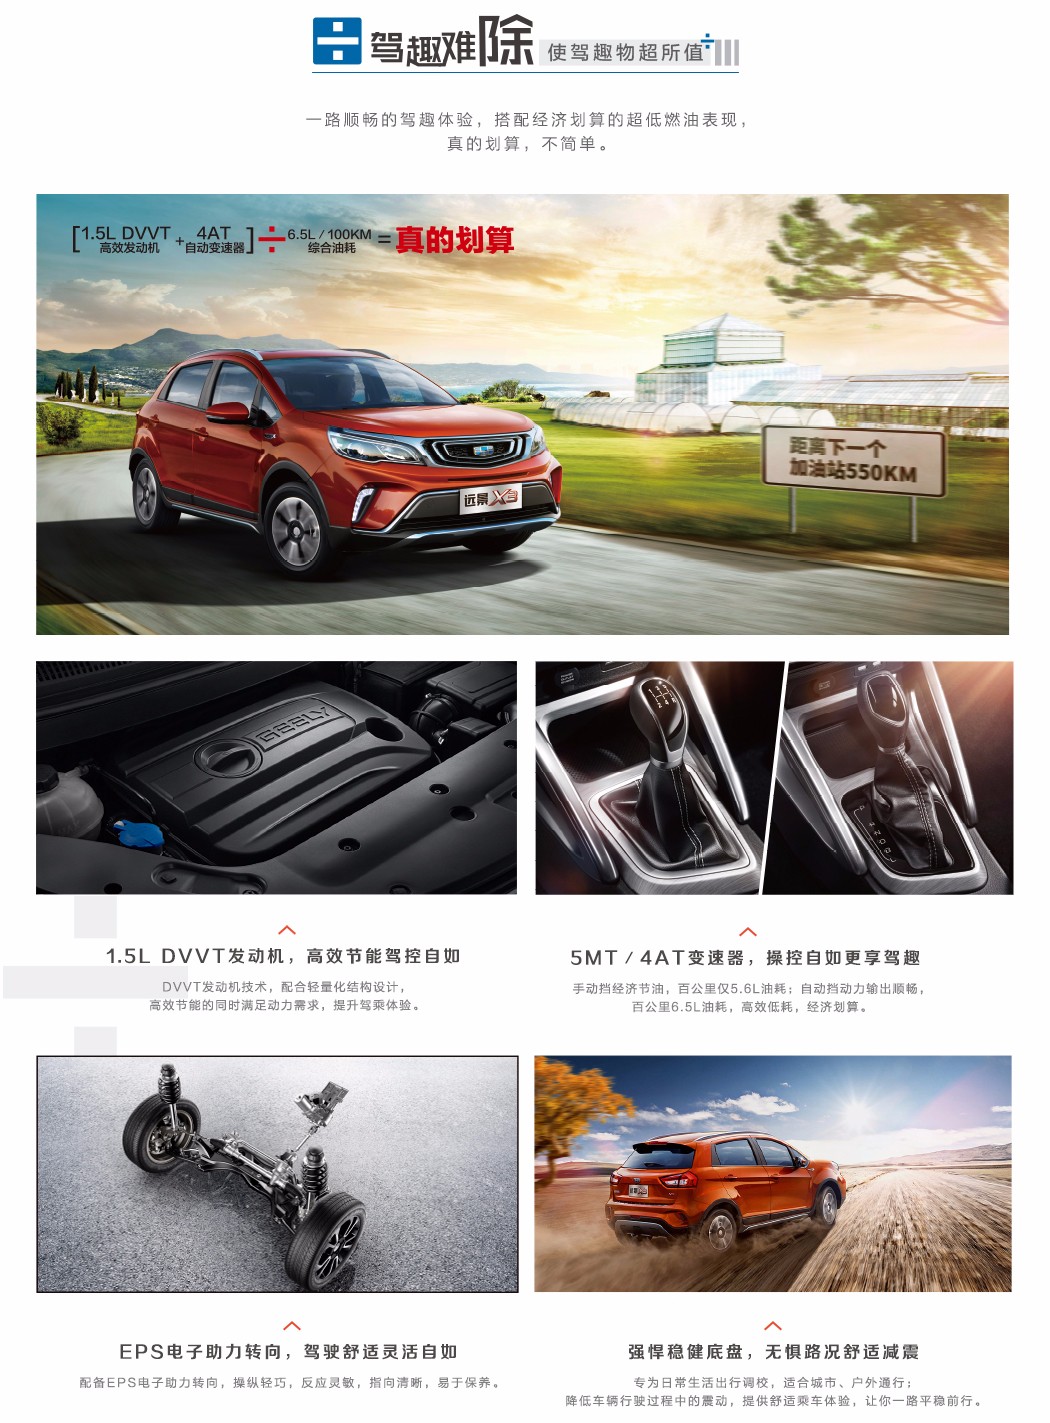 驾趣难除 使驾趣物超所值
一路顺畅的驾趣体验，搭配经济划算的超低燃油表现，
真的划算，不简单。
[1.5L DVVT + 4AT]÷6.5L / 100KM = 真的划算
高效发动机 自动变速器 综合油耗
距离下一个
加油站550KM
远景X3
GEELY
1.5L DVVT发动机，高效节能驾控自如
DVVT发动机技术，配合轻量化结构设计，
高效节能的同时满足动力需求，提升驾乘体验。
5MT / 4AT变速器，操控自如更享驾趣
手动挡经济节油，百公里仅5.6L油耗；自动挡动力输出顺畅，
百公里6.5L油耗，高效低耗，经济划算。
EPS电子助力转向，驾驶舒适灵活自如
配备EPS电子助力转向，操纵轻巧，反应灵敏，指向清晰，易于保养。
强悍稳健底盘，无惧路况舒适减震
专为日常生活出行调校，适合城市、户外通行；
降低车辆行驶过程中的震动，提供舒适乘车体验，让你一路平稳前行。